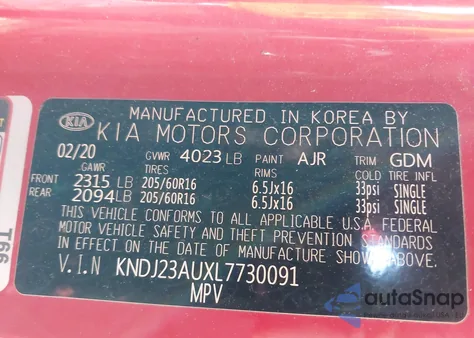 MANUFACTURED IN KOREA BY
KIA KIA MOTORS CORPORATION
02/20 GVWR 4023 LB PAINT AJR TRIM GDM
GAWR TIRES RIMS COLD TIRE INFL
FRONT 2315 LB 205/60R16 6.5Jx16 33psi SINGLE
REAR 2094 LB 205/60R16 6.5Jx16 33psi SINGLE
THIS VEHICLE CONFORMS TO ALL APPLICABLE U.S.A. FEDERAL
MOTOR VEHICLE SAFETY AND THEFT PREVENTION STANDARDS
IN EFFECT ON THE DATE OF MANUFACTURE SHOWN ABOVE.
V.I.N KNDJ23AUXL7730091
MPV
991
autoSnap